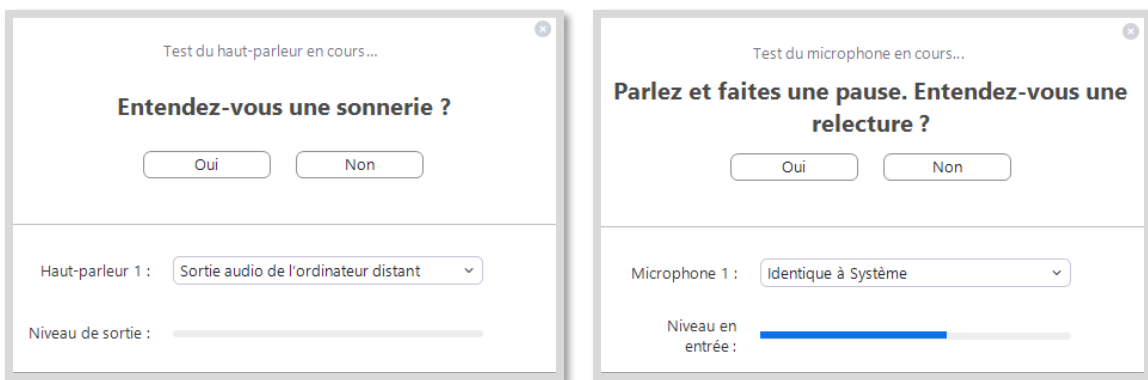 Test du haut-parleur en cours...
Entendez-vous une sonnerie ?
Oui
Non
Haut-parleur 1 :
Sortie audio de l'ordinateur distant
Niveau de sortie :
Test du microphone en cours...
Parlez et faites une pause. Entendez-vous une
relecture ?
Oui
Non
Microphone 1 :
Identique à Système
Niveau en
entrée :